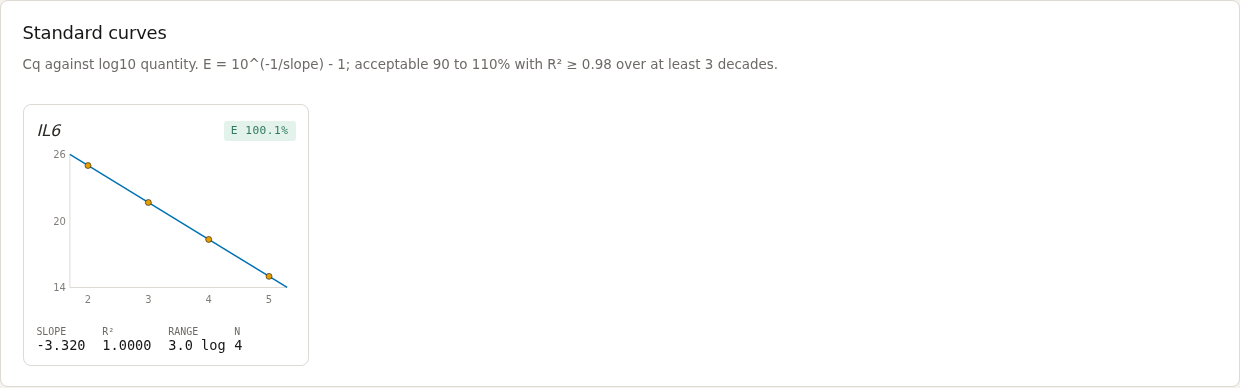 Standard curves
Cq against log10 quantity. E = 10^(-1/slope) - 1; acceptable 90 to 110% with R² ≥ 0.98 over at least 3 decades.
IL6
E 100.1%
26
20
14
2 3 4 5
SLOPE R² RANGE N
-3.320 1.0000 3.0 log 4